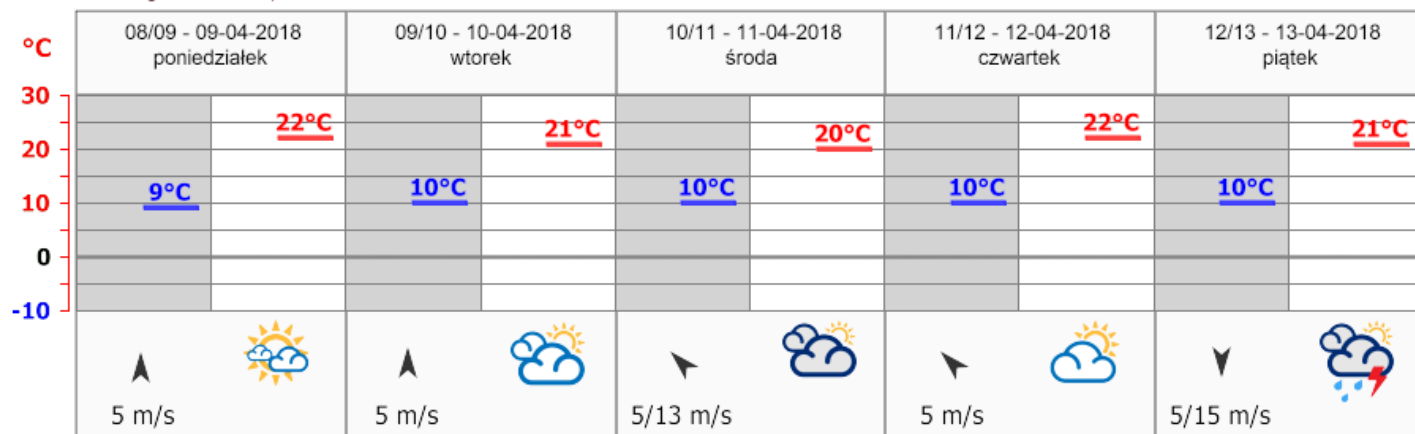 08/09 - 09-04-2018 09/10 - 10-04-2018 10/11 - 11-04-2018 11/12 - 12-04-2018 12/13 - 13-04-2018
°C poniedziałek wtorek środa czwartek piątek
30
22°C 21°C 20°C 22°C 21°C
20
9°C 10°C 10°C 10°C 10°C
10
0
-10
5 m/s 5 m/s 5/13 m/s 5 m/s 5/15 m/s